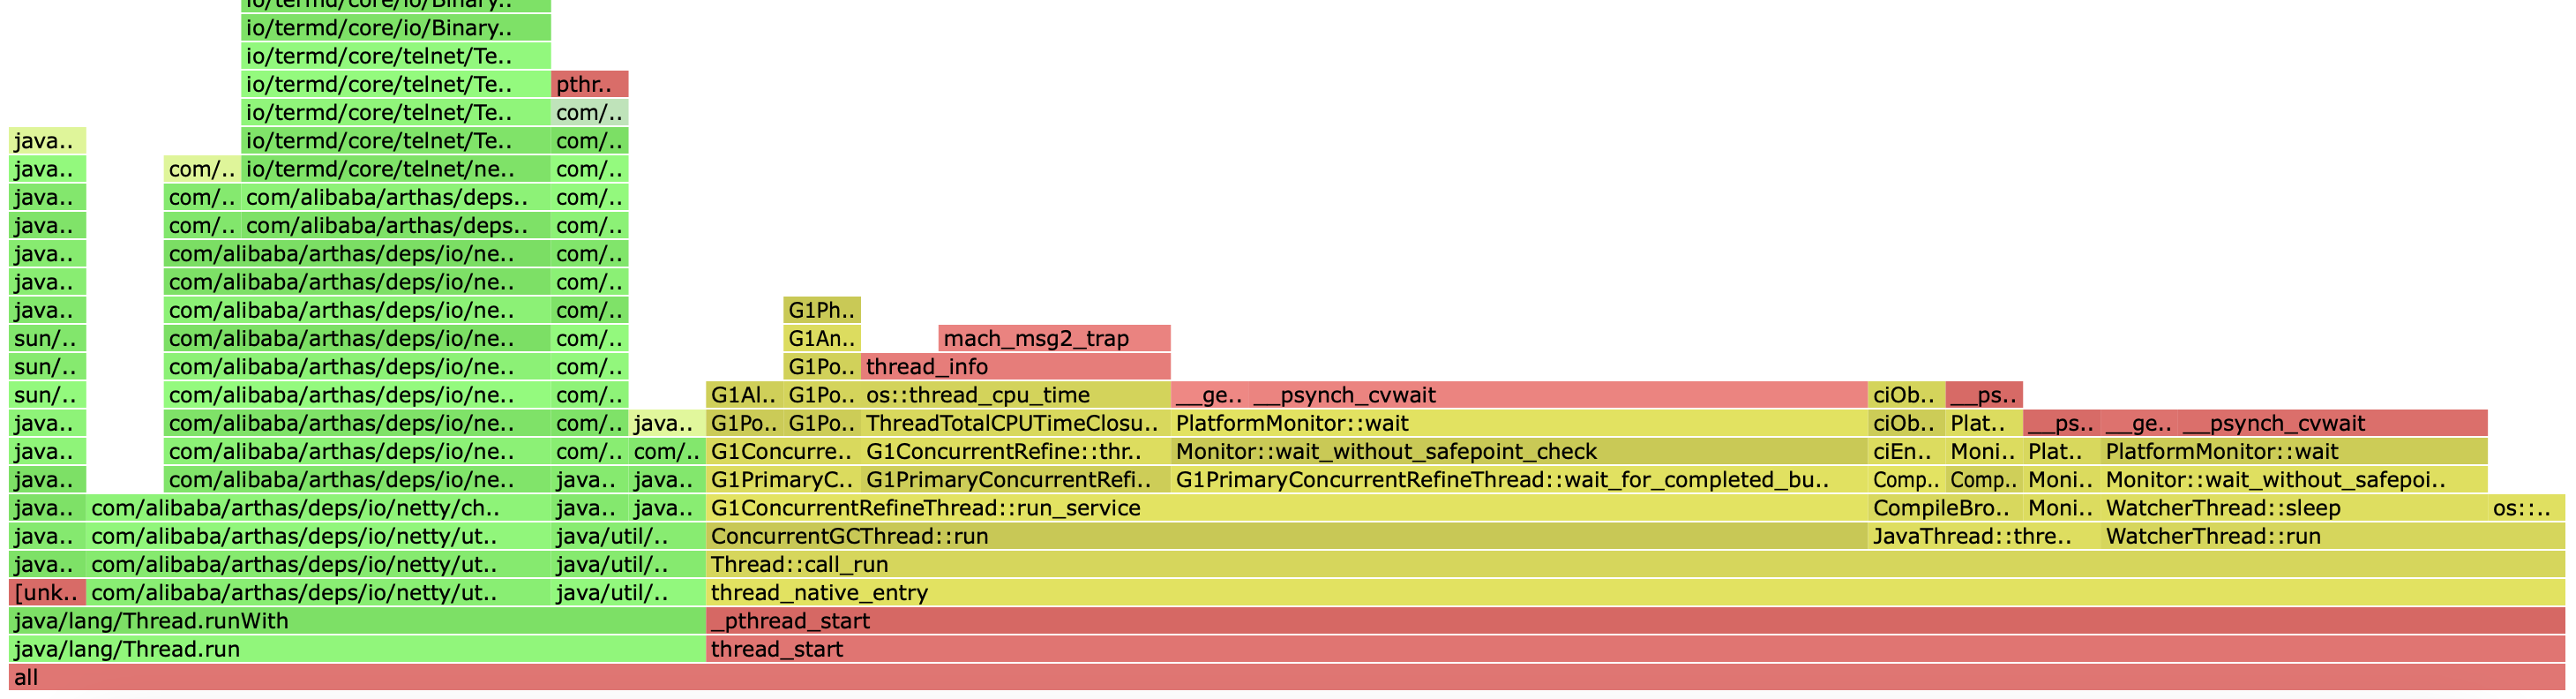 io/termd/core/io/Binary..
io/termd/core/io/Binary..
io/termd/core/telnet/Te..
io/termd/core/telnet/Te.. pthr..
io/termd/core/telnet/Te.. com/..
java.. io/termd/core/telnet/Te.. com/..
java.. com/.. io/termd/core/telnet/ne.. com/..
java.. com/.. com/alibaba/arthas/deps.. com/..
java.. com/.. com/alibaba/arthas/deps.. com/..
java.. com/alibaba/arthas/deps/io/ne.. com/..
java.. com/alibaba/arthas/deps/io/ne.. com/..
java.. com/alibaba/arthas/deps/io/ne.. com/.. G1Ph..
sun/.. com/alibaba/arthas/deps/io/ne.. com/.. G1An.. mach_msg2_trap
sun/.. com/alibaba/arthas/deps/io/ne.. com/.. G1Po.. thread_info
sun/.. com/alibaba/arthas/deps/io/ne.. com/.. G1Al.. G1Po.. os::thread_cpu_time __ge.. __psynch_cvwait ciOb.. __ps..
java.. com/alibaba/arthas/deps/io/ne.. com/.. java.. G1Po.. G1Po.. ThreadTotalCPUTimeClosu.. PlatformMonitor::wait ciOb.. Plat.. __ps.. __ge.. __psynch_cvwait
java.. com/alibaba/arthas/deps/io/ne.. com/.. com/.. G1Concurre.. G1ConcurrentRefine::thr.. Monitor::wait_without_safepoint_check ciEn.. Moni.. Plat.. PlatformMonitor::wait
java.. com/alibaba/arthas/deps/io/ne.. java.. java.. G1PrimaryC.. G1PrimaryConcurrentRefi.. G1PrimaryConcurrentRefineThread::wait_for_completed_bu.. Comp.. Comp.. Moni.. Monitor::wait_without_safepoi..
java.. com/alibaba/arthas/deps/io/netty/ch.. java.. java.. G1ConcurrentRefineThread::run_service CompileBro.. Moni.. WatcherThread::sleep os::..
java.. com/alibaba/arthas/deps/io/netty/ut.. java/util/.. ConcurrentGCThread::run JavaThread::thre.. WatcherThread::run
java.. com/alibaba/arthas/deps/io/netty/ut.. java/util/.. Thread::call_run
[unk.. com/alibaba/arthas/deps/io/netty/ut.. java/util/.. thread_native_entry
java/lang/Thread.runWith _pthread_start
java/lang/Thread.run thread_start
all